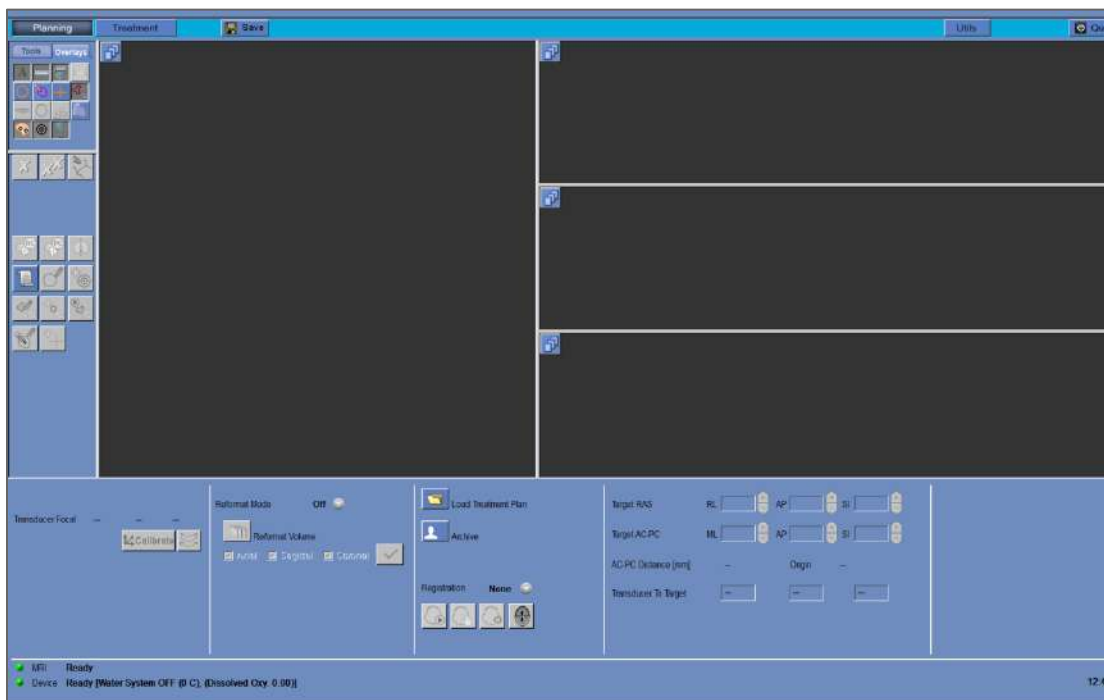 Planning Treatment Save Utils
Tools Overlays
Reformat Mode Off
Load Treatment Plan
Target RAS RL AP SI
Transducer Focal -- -- --
Calibrate
Reformat Volume
Archive
Target AC-PC ML AP SI
Axial Sagittal Coronal
AC-PC Distance [mm] -- Origin --
Registration None
Transducer To Target -- -- --
MRI Ready
Device Ready [Water System OFF (0 C), (Dissolved Oxy. 0.00)]